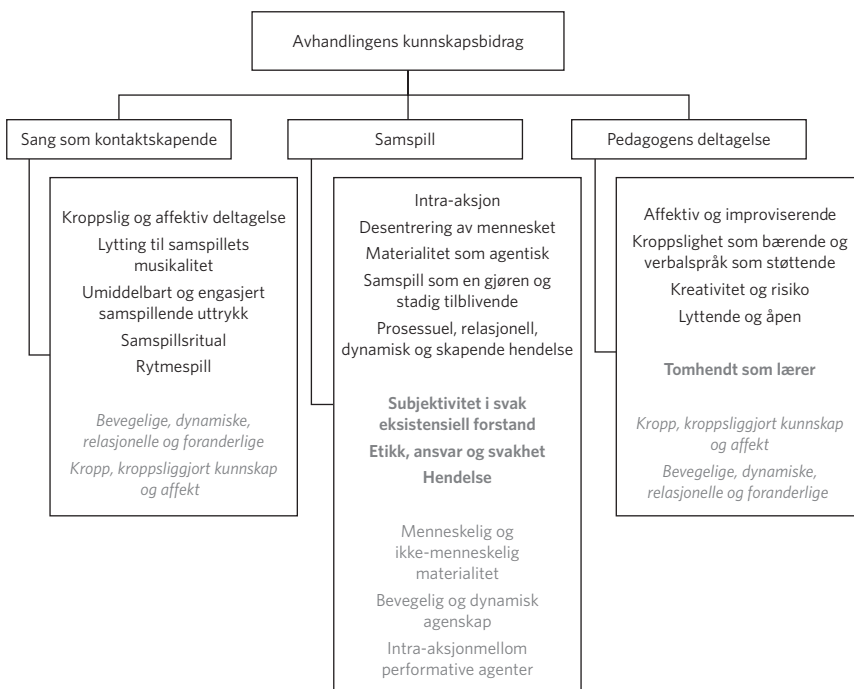 Avhandlingens kunnskapsbidrag
Sang som kontaktskapende
Kroppslig og affektiv deltagelse
Lytting til samspillets
musikalitet
Umiddelbart og engasjert
samspillende uttrykk
Samspillsritual
Rytmespill
Bevegelige, dynamiske,
relasjonelle og foranderlige
Kropp, kroppsliggjort kunnskap
og affekt
Samspill
Intra-aksjon
Desentrering av mennesket
Materialitet som agentisk
Samspill som en gjøren og
stadig tilblivende
Prosessuel, relasjonell,
dynamisk og skapende hendelse
Subjektivitet i svak
eksistensiell forstand
Etikk, ansvar og svakhet
Hendelse
Menneskelig og
ikke-menneskelig
materialitet
Bevegelig og dynamisk
agenskap
Intra-aksjonmellom
performative agenter
Pedagogens deltagelse
Affektiv og improviserende
Kroppslighet som bærende og
verbalspråk som støttende
Kreativitet og risiko
Lyttende og åpen
Tomhendt som lærer
Kropp, kroppsliggjort kunnskap
og affekt
Bevegelige, dynamiske,
relasjonelle og foranderlige